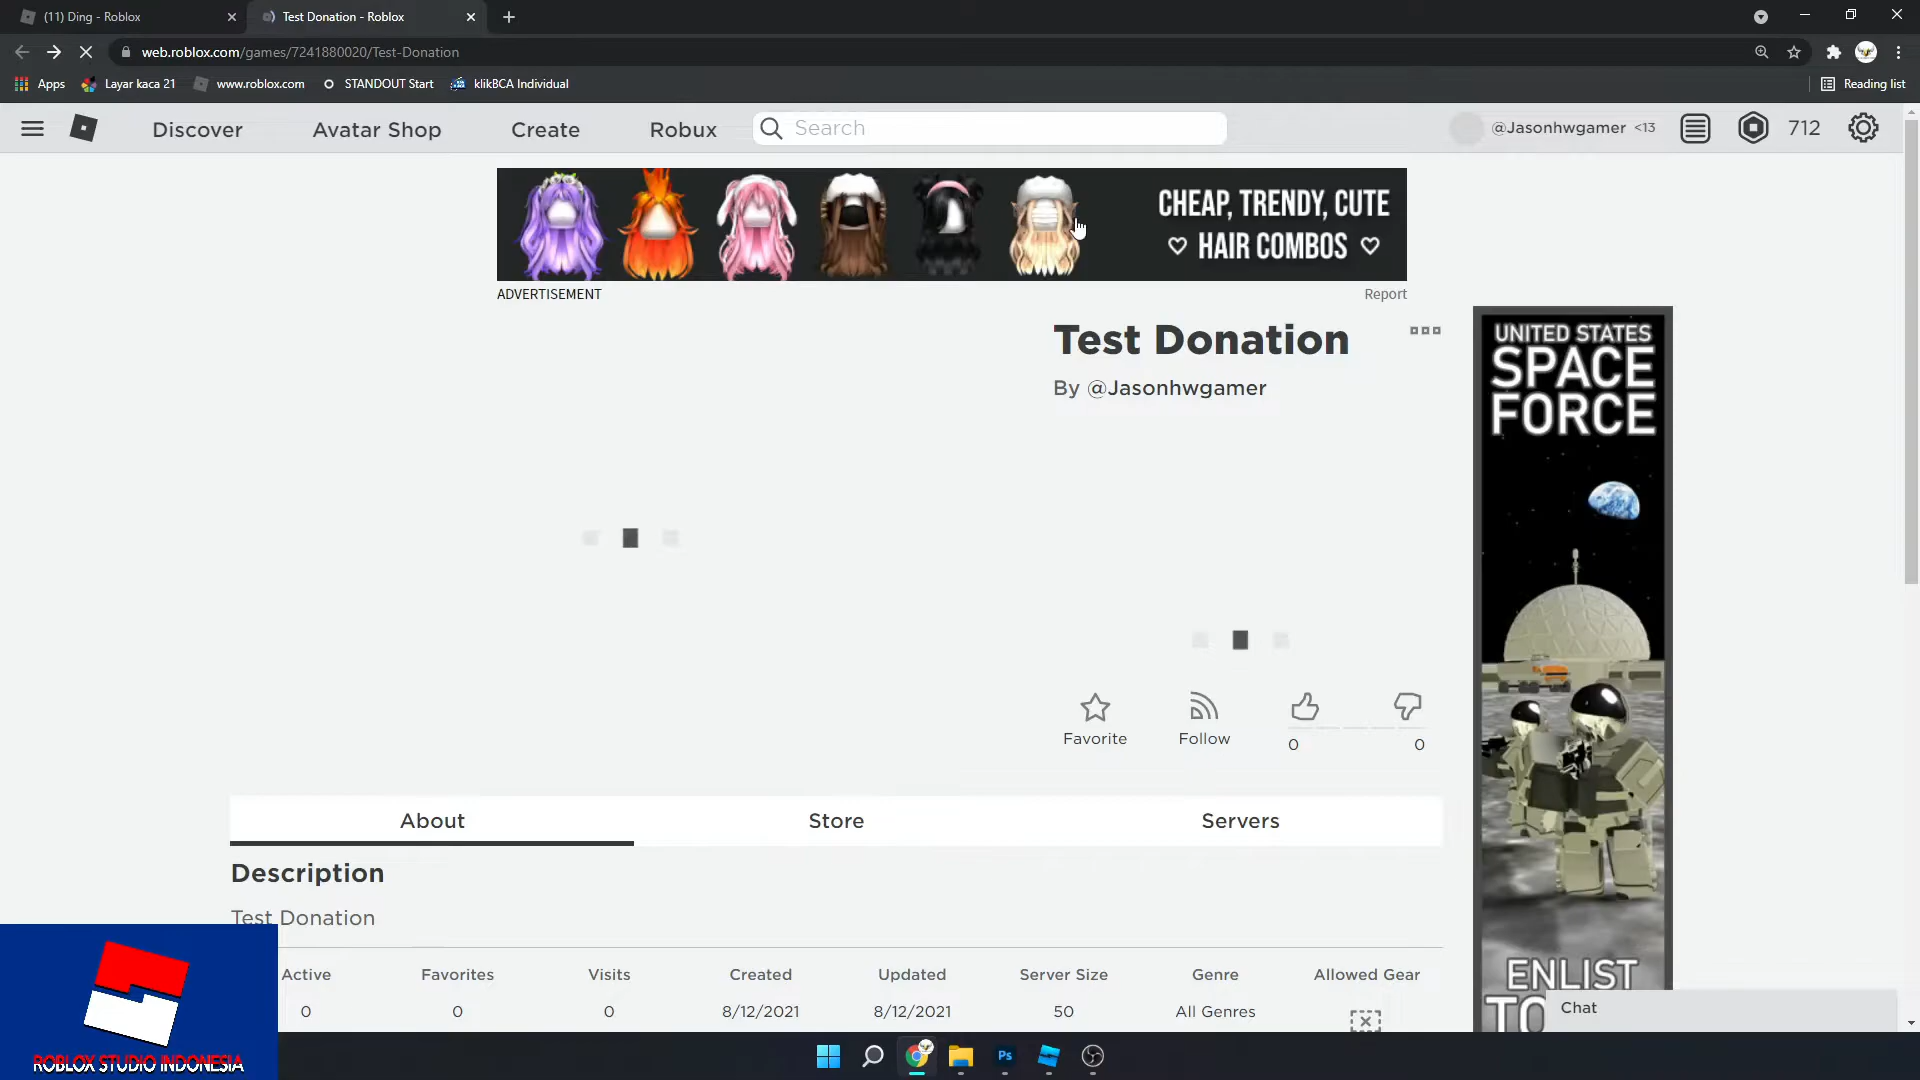 (11) Ding - Roblox
Test Donation - Roblox
web.roblox.com/games/7241880020/Test-Donation
Apps
Layar kaca 21
www.roblox.com
STANDOUT Start
klikBCA Individual
Reading list
Discover
Avatar Shop
Create
Robux
Search
@Jasonhwgamer <13
712
CHEAP, TRENDY, CUTE
♡ HAIR COMBOS ♡
ADVERTISEMENT
Report
Test Donation
By @Jasonhwgamer
UNITED STATES
SPACE
FORCE
Favorite
Follow
0
0
About
Store
Servers
Description
Test Donation
Active
Favorites
Visits
Created
Updated
Server Size
Genre
Allowed Gear
0
0
0
8/12/2021
8/12/2021
50
All Genres
ENLIST
TO
Chat
Ps
ROBLOX STUDIO INDONESIA